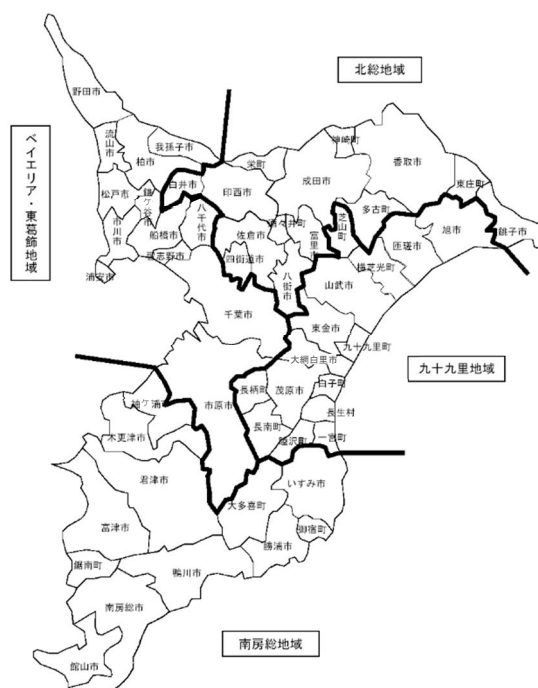 北総地域
野田市
流山市
我孫子市
柏市
ベイエリア・東葛飾地域
松戸市
鎌ケ谷市
市川市
浦安市
白井市
船橋市
八千代市
習志野市
栄町
印西市
成田市
神崎町
香取市
東庄町
多古町
芝山町
旭市
銚子市
匝瑳市
横芝光町
酒々井町
富里市
佐倉市
四街道市
八街市
山武市
千葉市
東金市
九十九里町
大網白里市
九十九里地域
白子町
茂原市
長柄町
長生村
長南町
睦沢町
一宮町
市原市
袖ケ浦市
木更津市
君津市
大多喜町
いすみ市
御宿町
勝浦市
富津市
鋸南町
鴨川市
南房総市
館山市
南房総地域